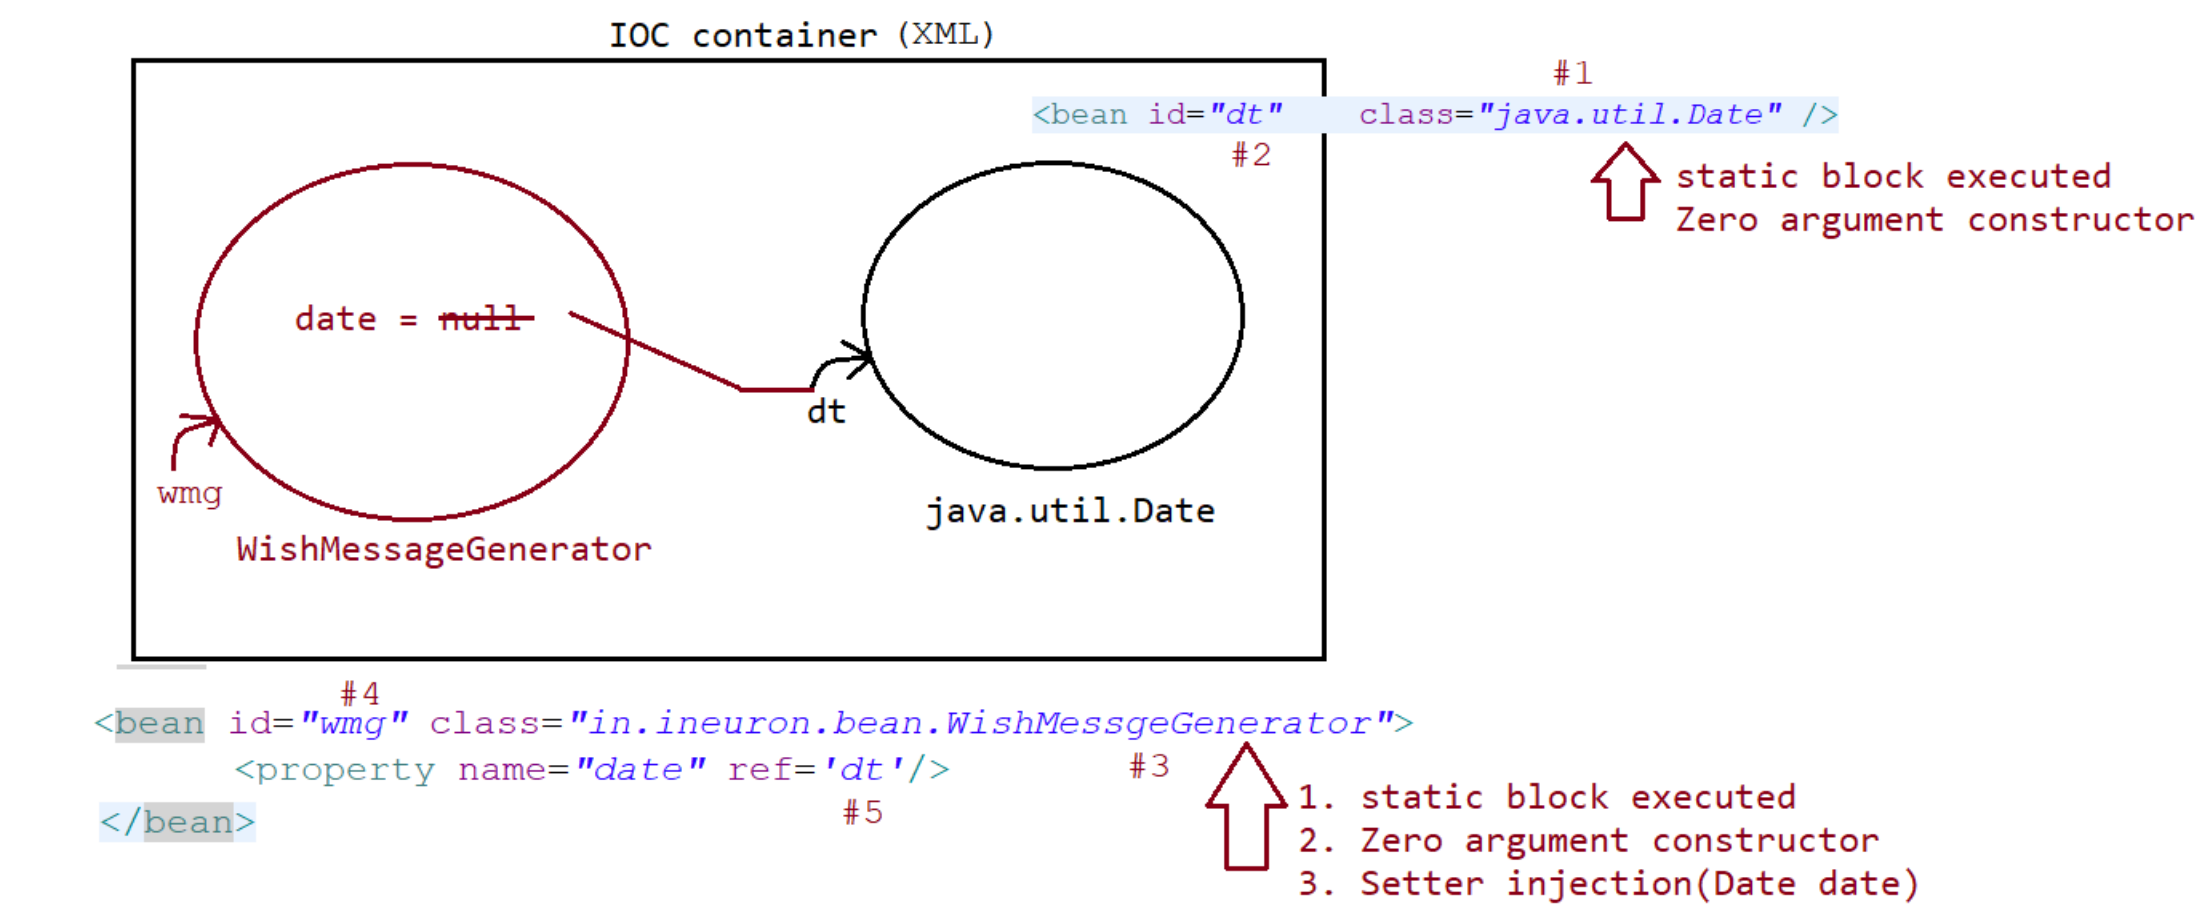 IOC container (XML)
#1
<bean id="dt" class="java.util.Date" />
#2
static block executed
Zero argument constructor
date = null
dt
wmg
java.util.Date
WishMessageGenerator
#4
<bean id="wmg" class="in.ineuron.bean.WishMessgeGenerator">
<property name="date" ref='dt'/>
#3
#5
</bean>
1. static block executed
2. Zero argument constructor
3. Setter injection(Date date)